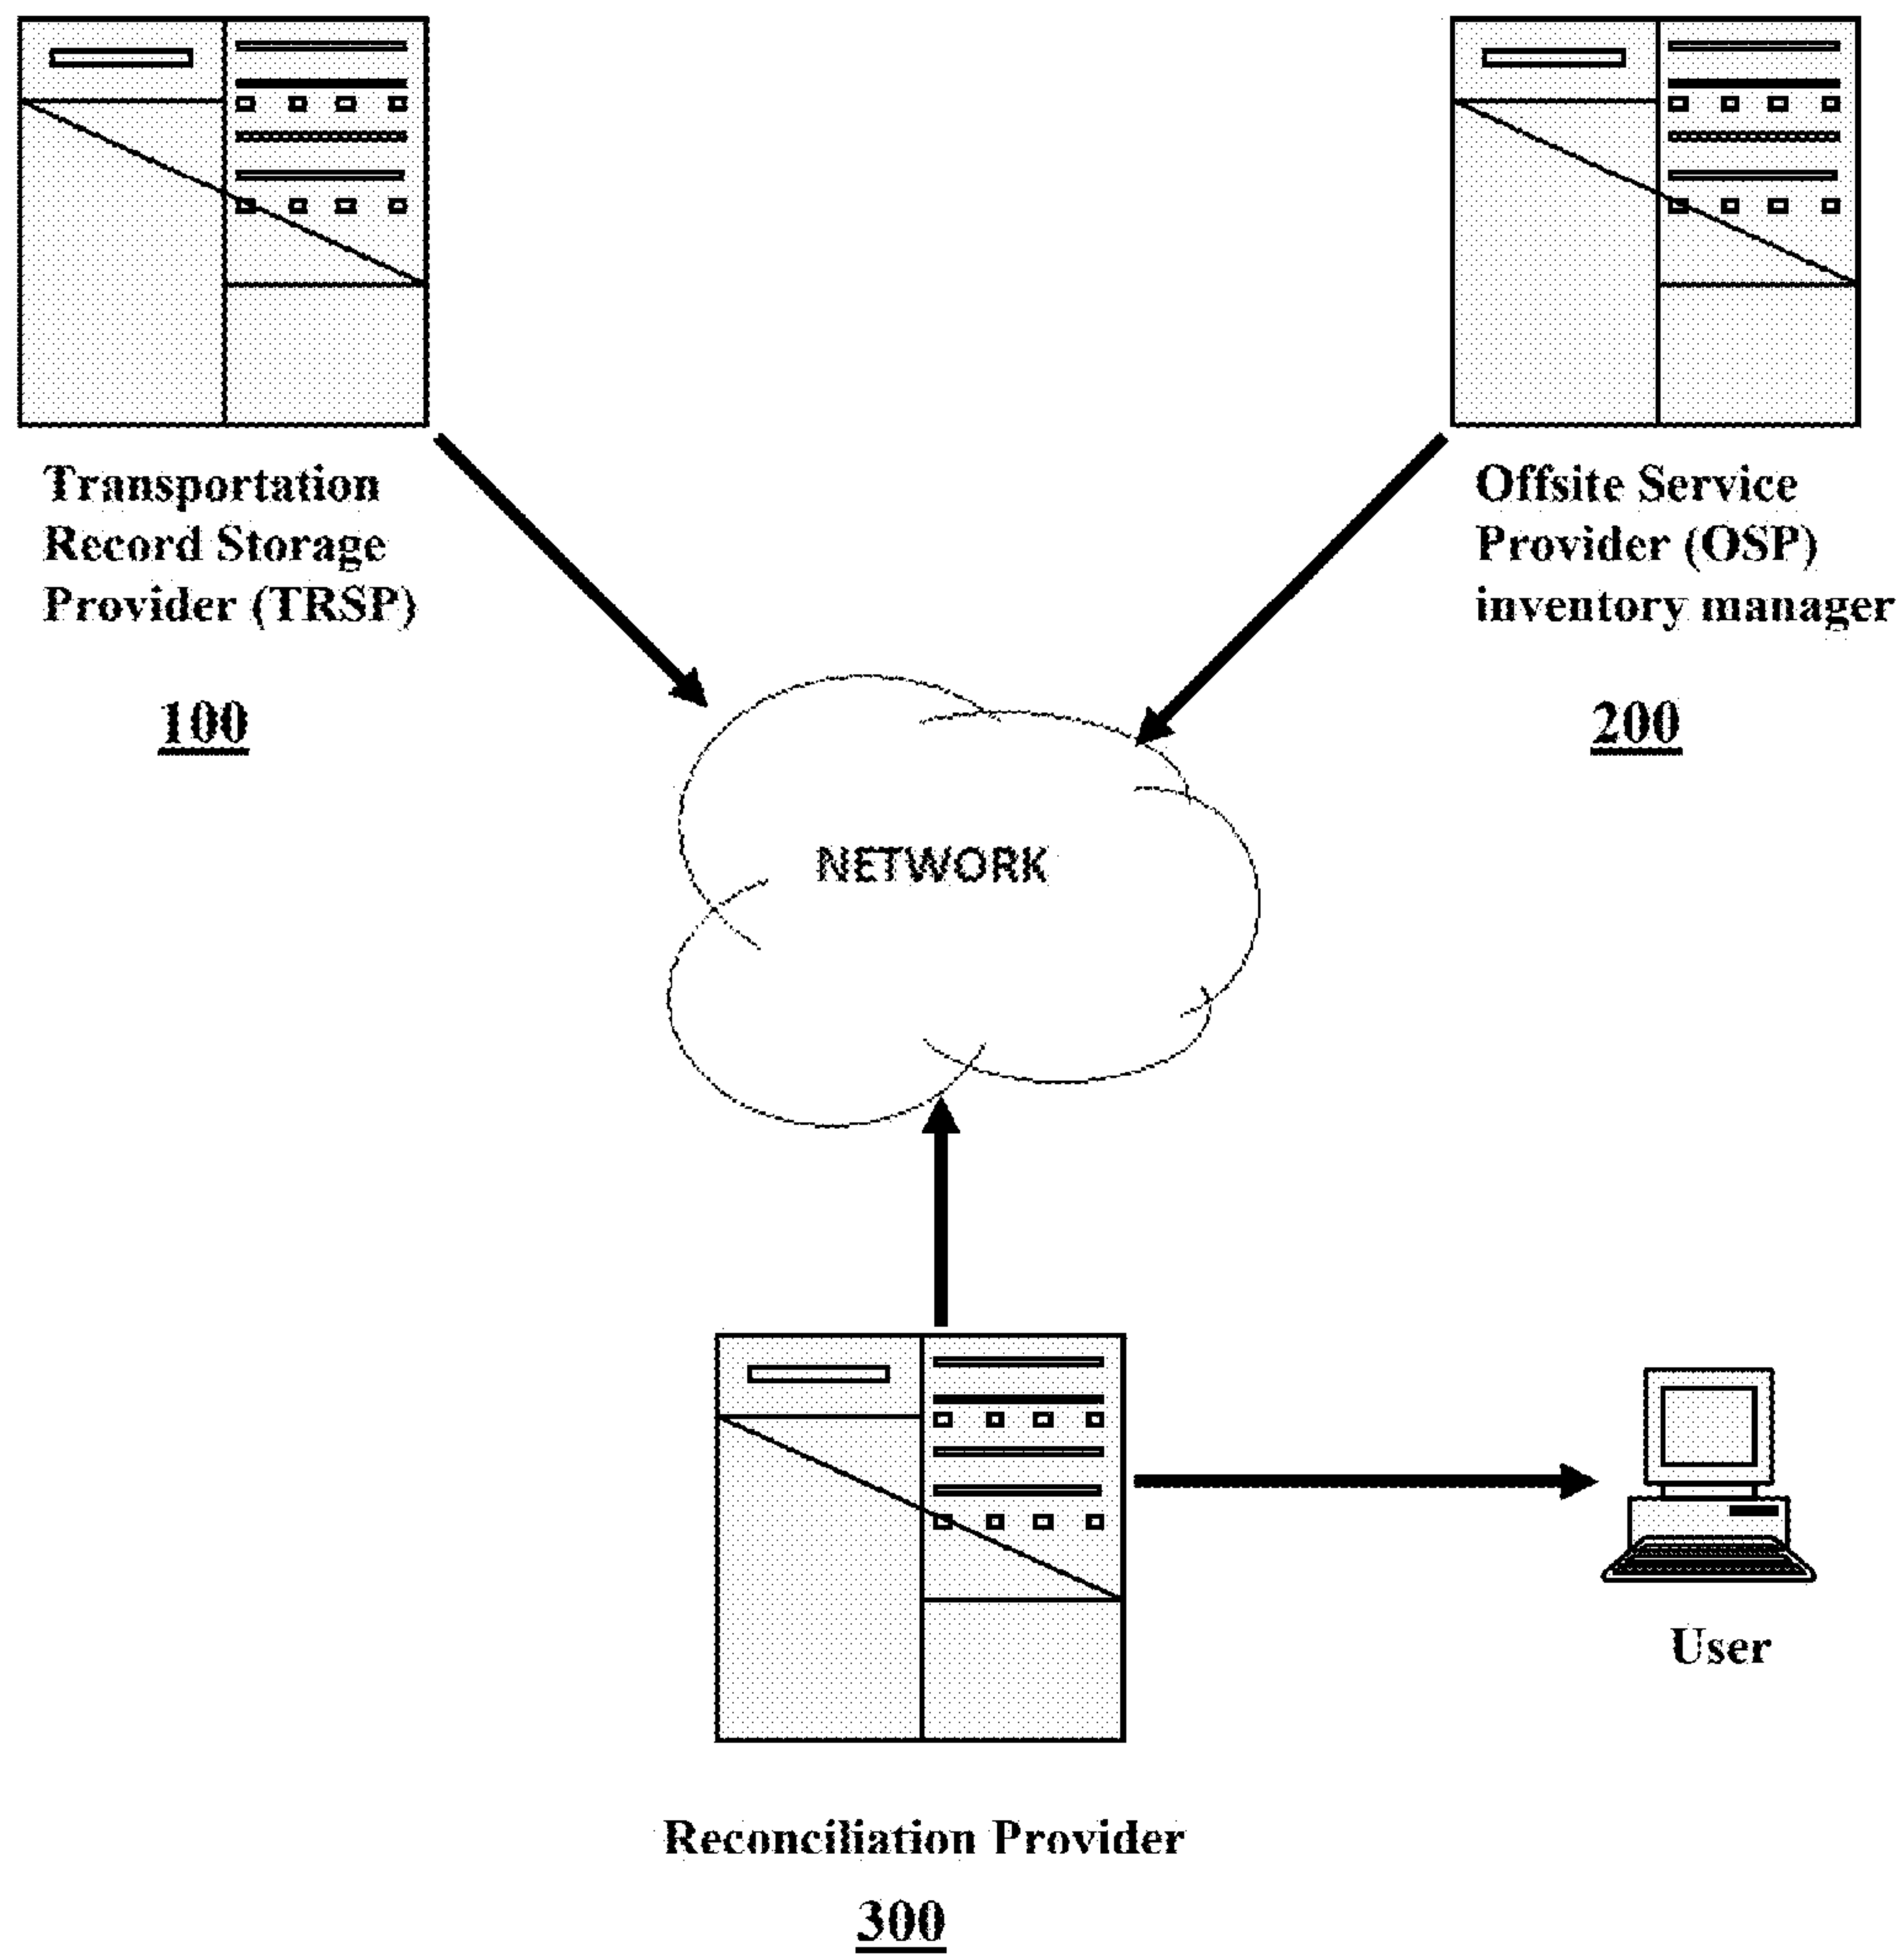 Transportation
Record Storage
Provider (TRSP)
100
Offsite Service
Provider (OSP)
inventory manager
200
NETWORK
User
Reconciliation Provider
300